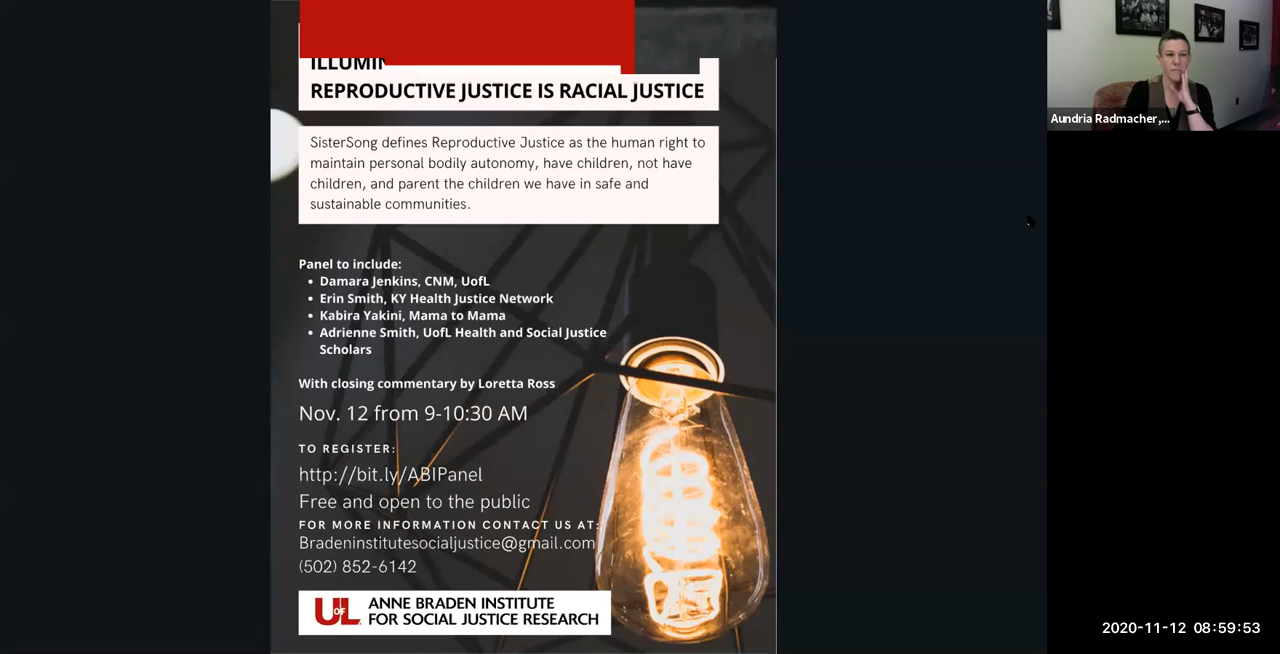 REPRODUCTIVE JUSTICE IS RACIAL JUSTICE
SisterSong defines Reproductive Justice as the human right to
maintain personal bodily autonomy, have children, not have
children, and parent the children we have in safe and
sustainable communities.
Panel to include:
• Damara Jenkins, CNM, UofL
• Erin Smith, KY Health Justice Network
• Kabira Yakini, Mama to Mama
• Adrienne Smith, UofL Health and Social Justice
Scholars
With closing commentary by Loretta Ross
Nov. 12 from 9-10:30 AM
TO REGISTER:
http://bit.ly/ABIPanel
Free and open to the public
FOR MORE INFORMATION CONTACT US AT:
Bradeninstitutesocialjustice@gmail.com
(502) 852-6142
UofL ANNE BRADEN INSTITUTE
FOR SOCIAL JUSTICE RESEARCH
Aundria Radmacher,...
2020-11-12 08:59:53